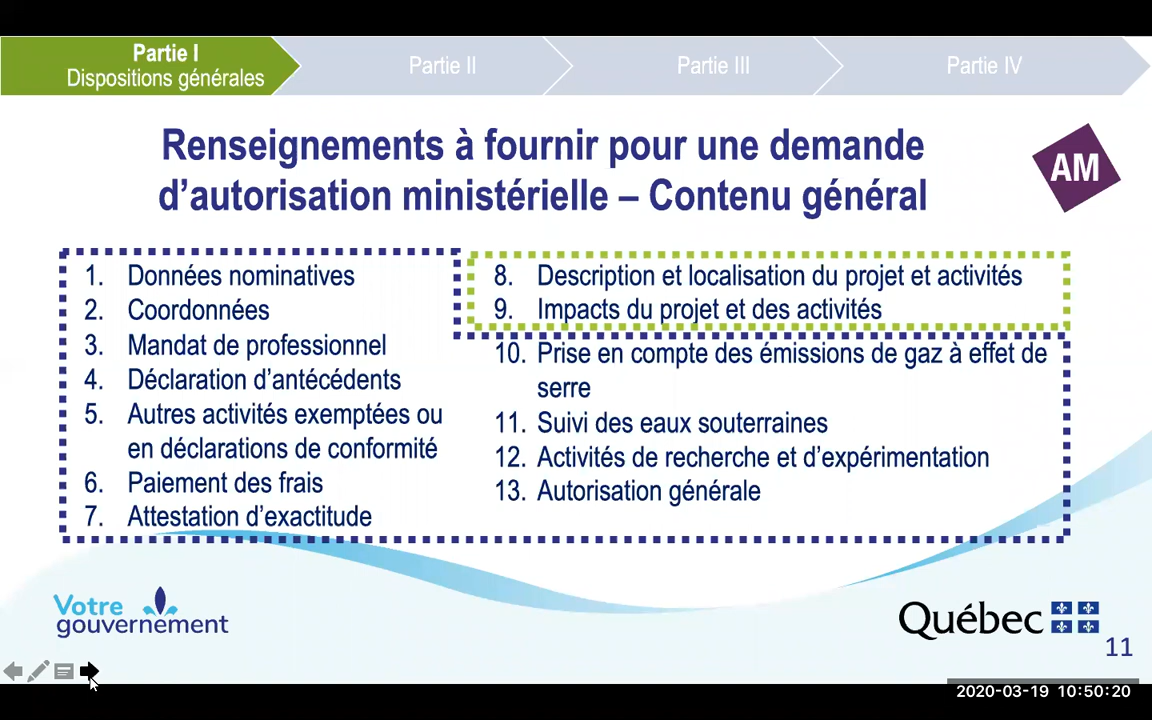 Partie I
Dispositions générales
Partie II
Partie III
Partie IV
Renseignements à fournir pour une demande
d’autorisation ministérielle – Contenu général
AM
1. Données nominatives
2. Coordonnées
3. Mandat de professionnel
4. Déclaration d’antécédents
5. Autres activités exemptées ou
en déclarations de conformité
6. Paiement des frais
7. Attestation d’exactitude
8. Description et localisation du projet et activités
9. Impacts du projet et des activités
10. Prise en compte des émissions de gaz à effet de
serre
11. Suivi des eaux souterraines
12. Activités de recherche et d’expérimentation
13. Autorisation générale
Votre
gouvernement
Québec
11
2020-03-19 10:50:20